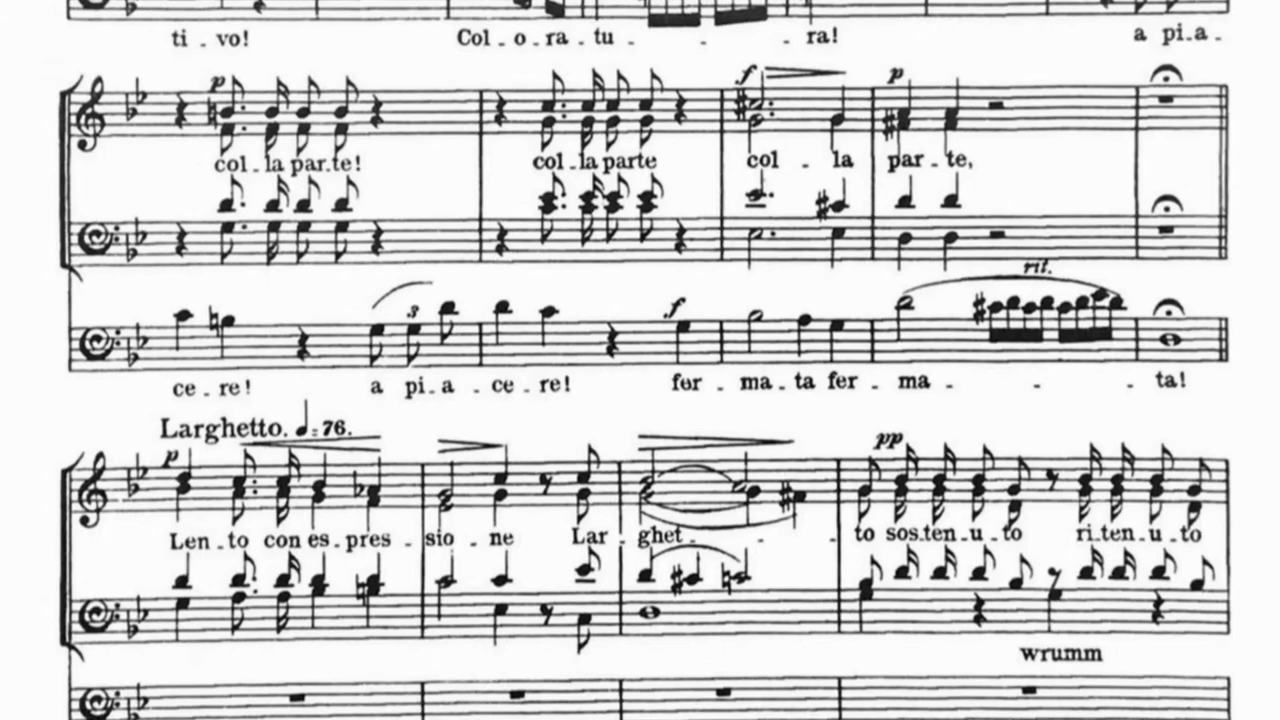 ti - vo! Col - o - ra - tu - - - ra! a pi - a -
p f p
col - la par - te! col - la parte col - la par - te,
rit.
3 f
ce - re! a pi - a - ce - re! fer - ma - ta fer - ma - - - ta!
Larghetto. ♩ = 76.
p pp
Len - to con es - pres - sio - ne Lar - ghet - - - to sos - ten - u - to ri - ten - u - to
wrumm